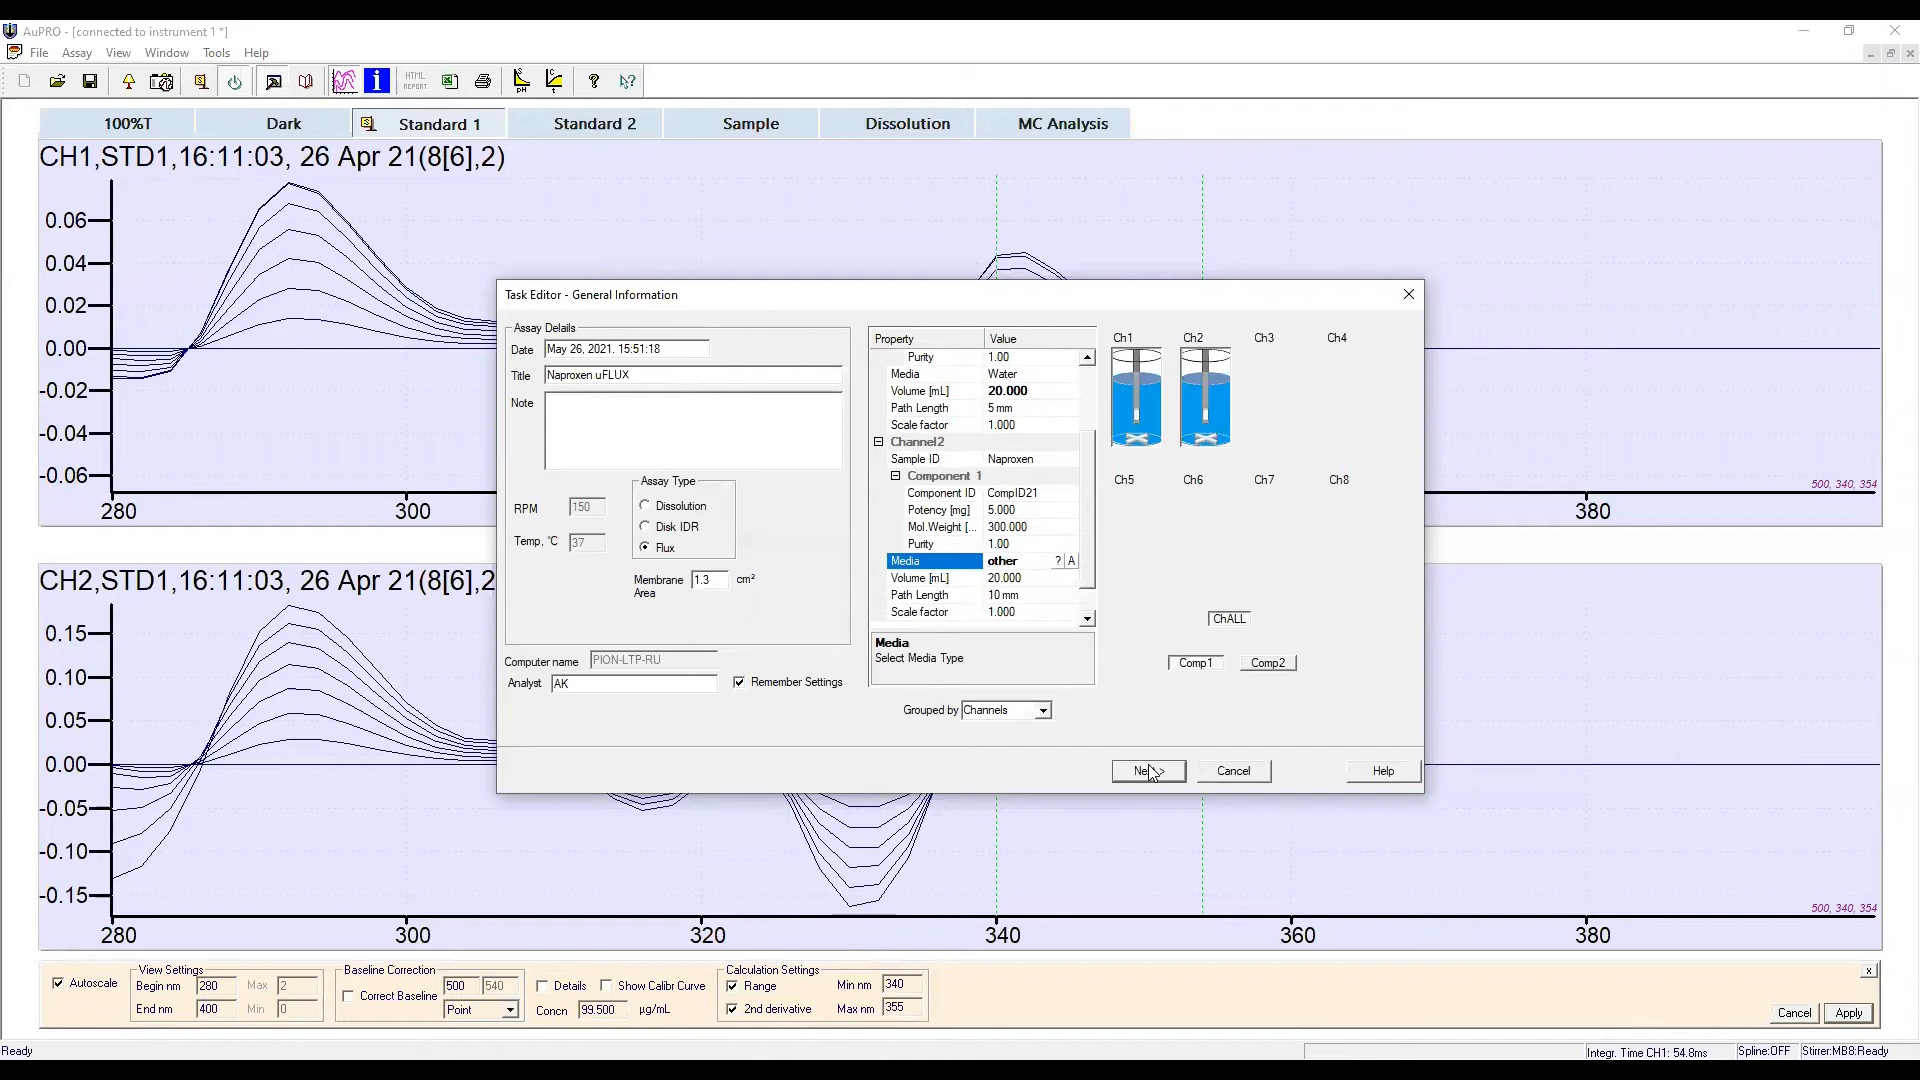 AuPRO - [connected to instrument 1 *]
File Assay View Window Tools Help
HTML REPORT
pH
C t
100%T Dark Standard 1 Standard 2 Sample Dissolution MC Analysis
CH1,STD1,16:11:03, 26 Apr 21(8[6],2)
0.06
0.04
0.02
0.00
-0.02
-0.04
-0.06
500, 340, 354
280 300 380
CH2,STD1,16:11:03, 26 Apr 21(8[6],2
0.15
0.10
0.05
0.00
-0.05
-0.10
-0.15
500, 340, 354
280 300 320 340 360 380
Task Editor - General Information
Assay Details
Date May 26, 2021. 15:51:18
Title Naproxen uFLUX
Note
Assay Type
RPM 150
Dissolution
Disk IDR
Temp, °C 37
Flux
Membrane Area 1.3 cm²
Computer name PION-LTP-RU
Analyst AK
Remember Settings
Property Value
Purity 1.00
Media Water
Volume [mL] 20.000
Path Length 5 mm
Scale factor 1.000
Channel2
Sample ID Naproxen
Component 1
Component ID CompID21
Potency [mg] 5.000
Mol.Weight [... 300.000
Purity 1.00
Media other ? A
Volume [mL] 20.000
Path Length 10 mm
Scale factor 1.000
Media
Select Media Type
Grouped by Channels
Ch1 Ch2 Ch3 Ch4
Ch5 Ch6 Ch7 Ch8
ChALL
Comp1 Comp2
Cancel Help
Autoscale
View Settings
Begin nm 280 Max 2
End nm 400 Min 0
Baseline Correction
500 540
Correct Baseline
Point
Details Show Calibr Curve
Concn 99.500 µg/mL
Calculation Settings
Range Min nm 340
2nd derivative Max nm 355
Cancel Apply
Ready
Integr. Time CH1: 54.8ms Spline:OFF Stirrer:MB8:Ready